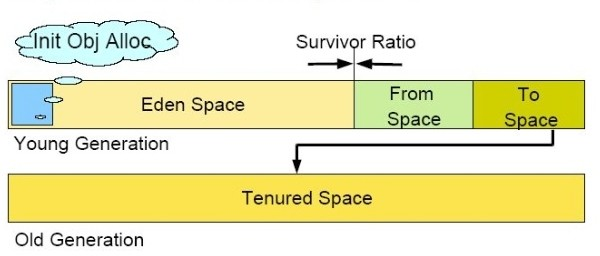 Init Obj Alloc
Survivor Ratio
Eden Space
From
Space
To
Space
Young Generation
Tenured Space
Old Generation